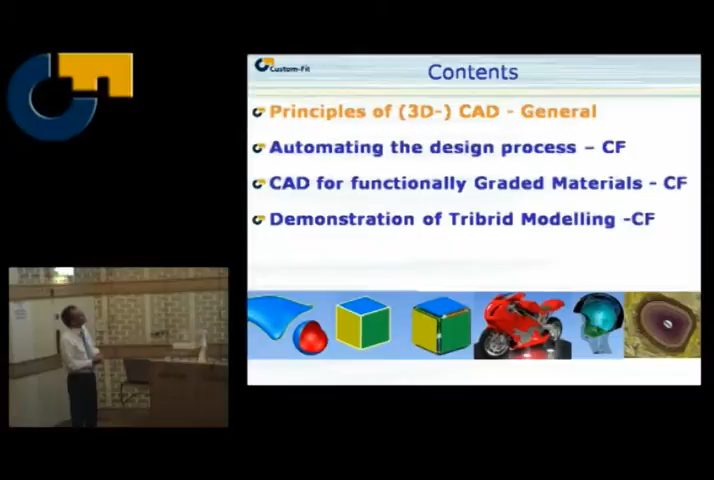 Custom-Fit
Contents
Principles of (3D-) CAD - General
Automating the design process – CF
CAD for functionally Graded Materials - CF
Demonstration of Tribrid Modelling -CF